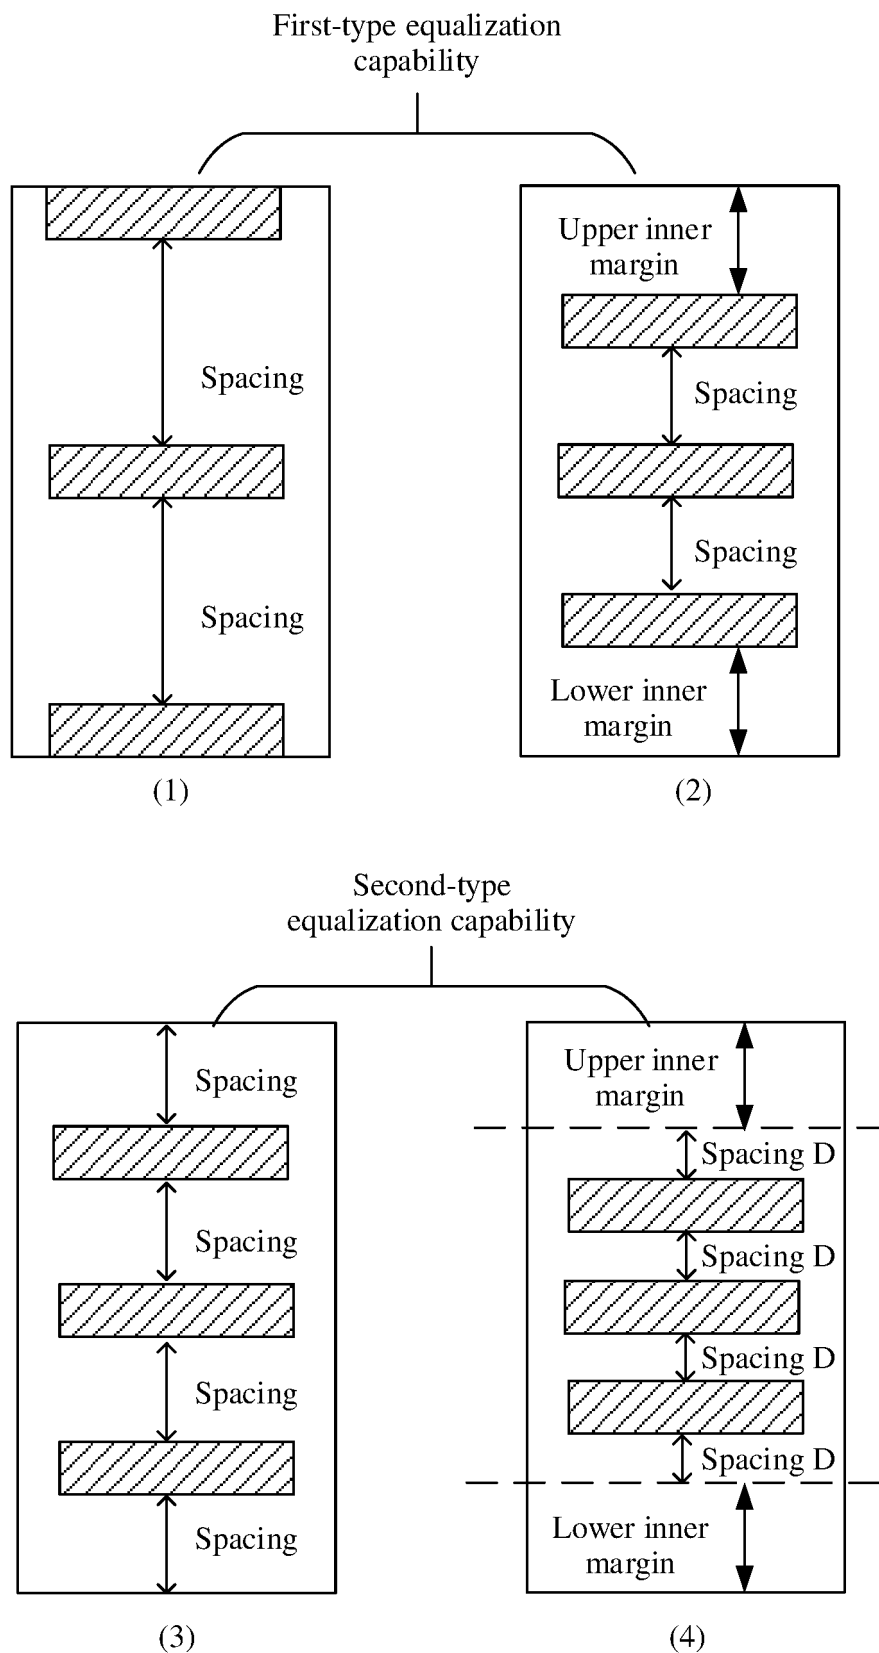 First-type equalization
capability
Upper inner
margin
Spacing
Spacing
Spacing
Spacing
Lower inner
margin
(1)
(2)
Second-type
equalization capability
Spacing
Spacing
Spacing
Spacing
Upper inner
margin
Spacing D
Spacing D
Spacing D
Spacing D
Lower inner
margin
(3)
(4)